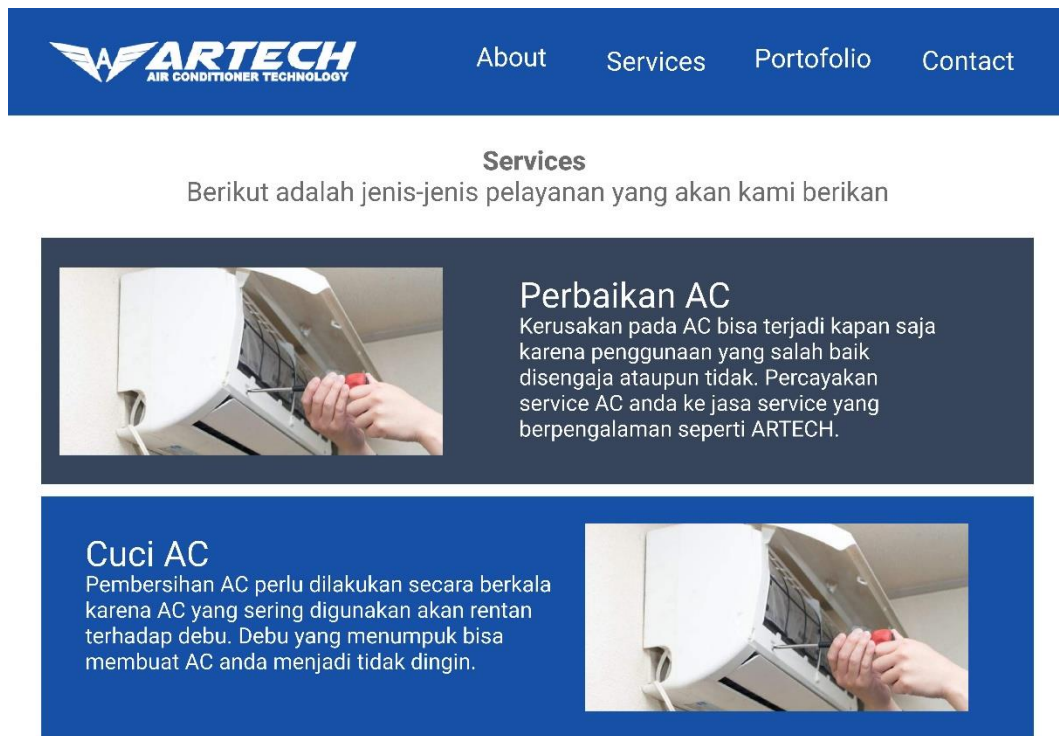 ARTECH
AIR CONDITIONER TECHNOLOGY
About Services Portofolio Contact
Services
Berikut adalah jenis-jenis pelayanan yang akan kami berikan
Perbaikan AC
Kerusakan pada AC bisa terjadi kapan saja
karena penggunaan yang salah baik
disengaja ataupun tidak. Percayakan
service AC anda ke jasa service yang
berpengalaman seperti ARTECH.
Cuci AC
Pembersihan AC perlu dilakukan secara berkala
karena AC yang sering digunakan akan rentan
terhadap debu. Debu yang menumpuk bisa
membuat AC anda menjadi tidak dingin.